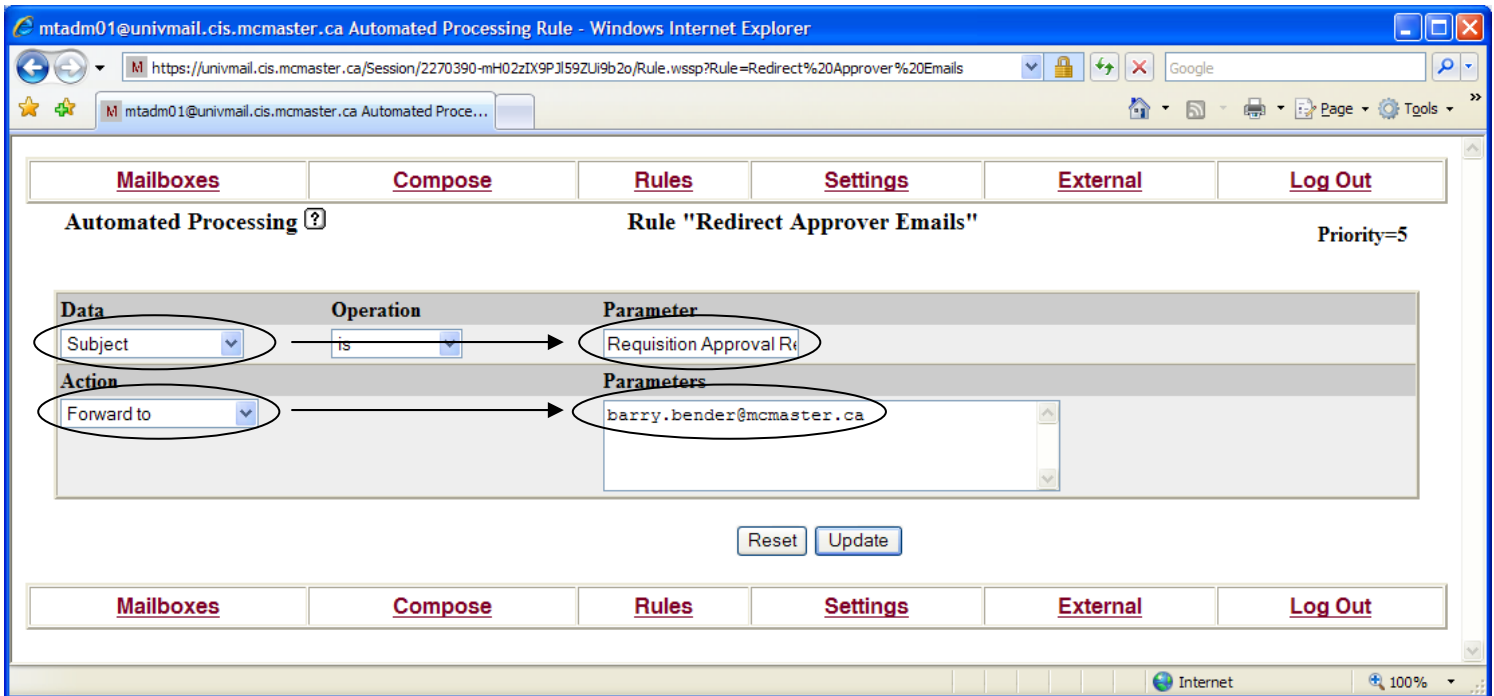 mtadm01@univmail.cis.mcmaster.ca Automated Processing Rule - Windows Internet Explorer
https://univmail.cis.mcmaster.ca/Session/2270390-mH02zIX9PJl59ZUi9b2o/Rule.wssp?Rule=Redirect%20Approver%20Emails
Google
mtadm01@univmail.cis.mcmaster.ca Automated Proce...
Page Tools »
Mailboxes Compose Rules Settings External Log Out
Automated Processing ? Rule "Redirect Approver Emails" Priority=5
Data Operation Parameter
Subject is Requisition Approval Re
Action Parameters
Forward to barry.bender@mcmaster.ca
Reset Update
Mailboxes Compose Rules Settings External Log Out
Internet 100%